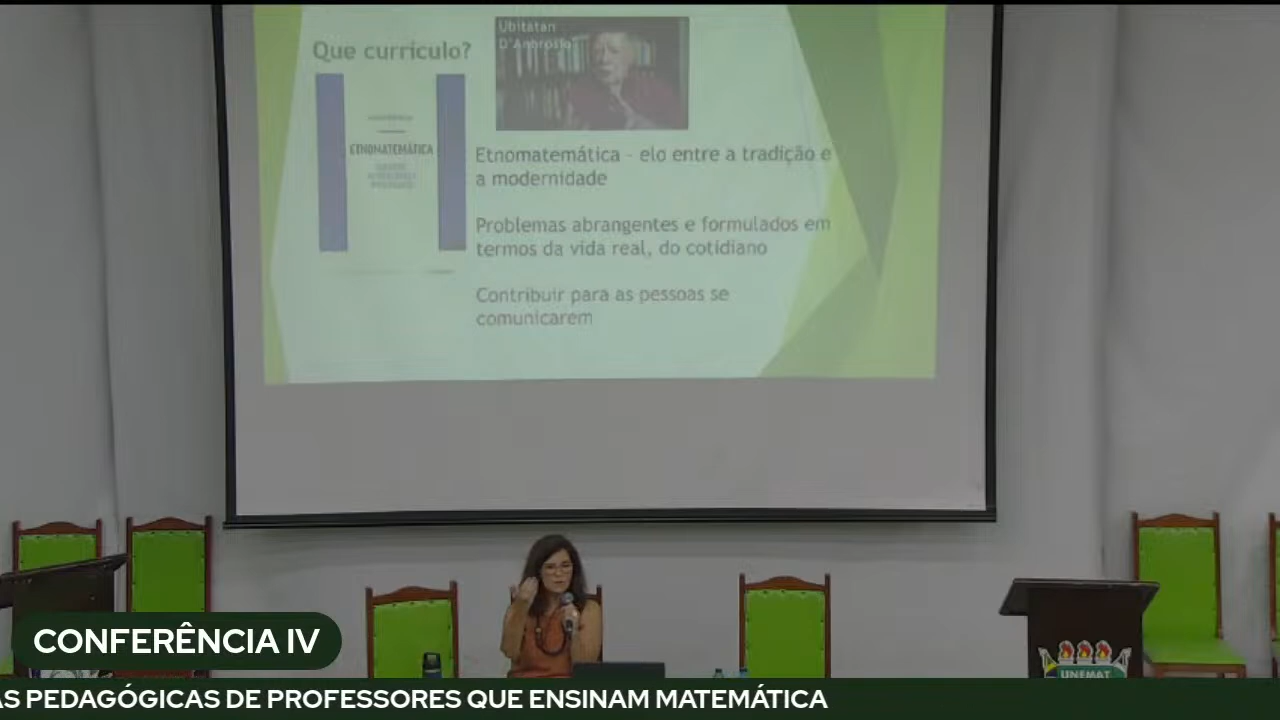 Ubiratan
D'Ambrosio
Que currículo?
ETNOMATEMÁTICA
Etnomatemática - elo entre a tradição e
a modernidade
Problemas abrangentes e formulados em
termos da vida real, do cotidiano
Contribuir para as pessoas se
comunicarem
CONFERÊNCIA IV
UNEMAT
AS PEDAGÓGICAS DE PROFESSORES QUE ENSINAM MATEMÁTICA